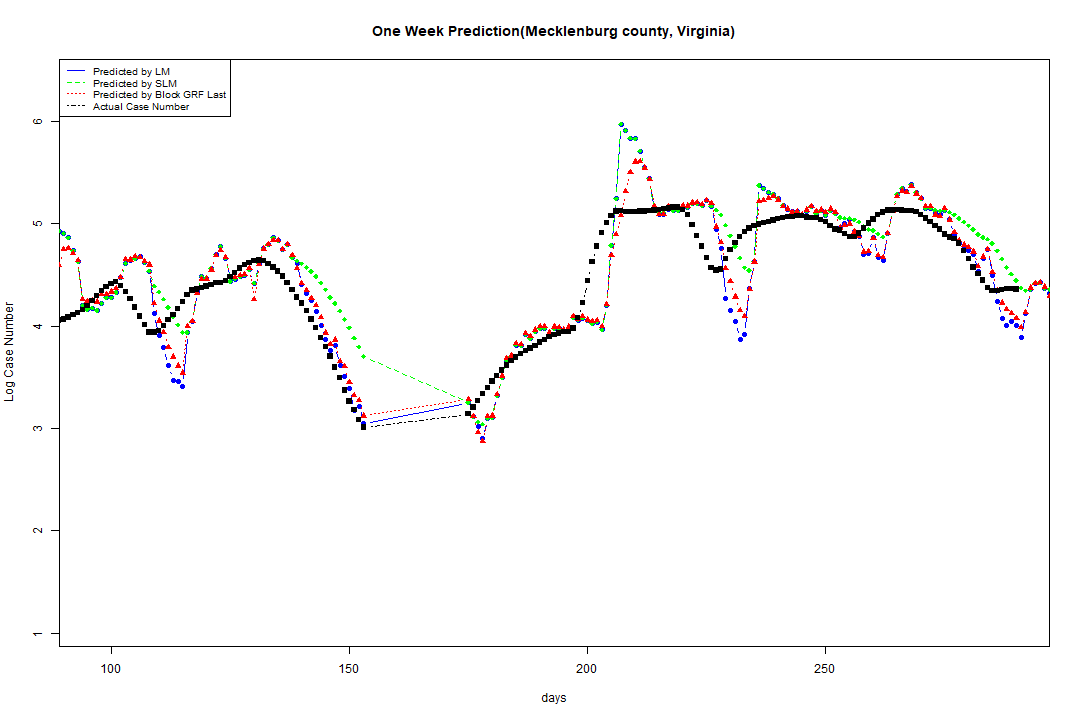 One Week Prediction(Mecklenburg county, Virginia)
Predicted by LM
Predicted by SLM
Predicted by Block GRF Last
Actual Case Number
6
5
4
3
2
1
Log Case Number
100 150 200 250
days